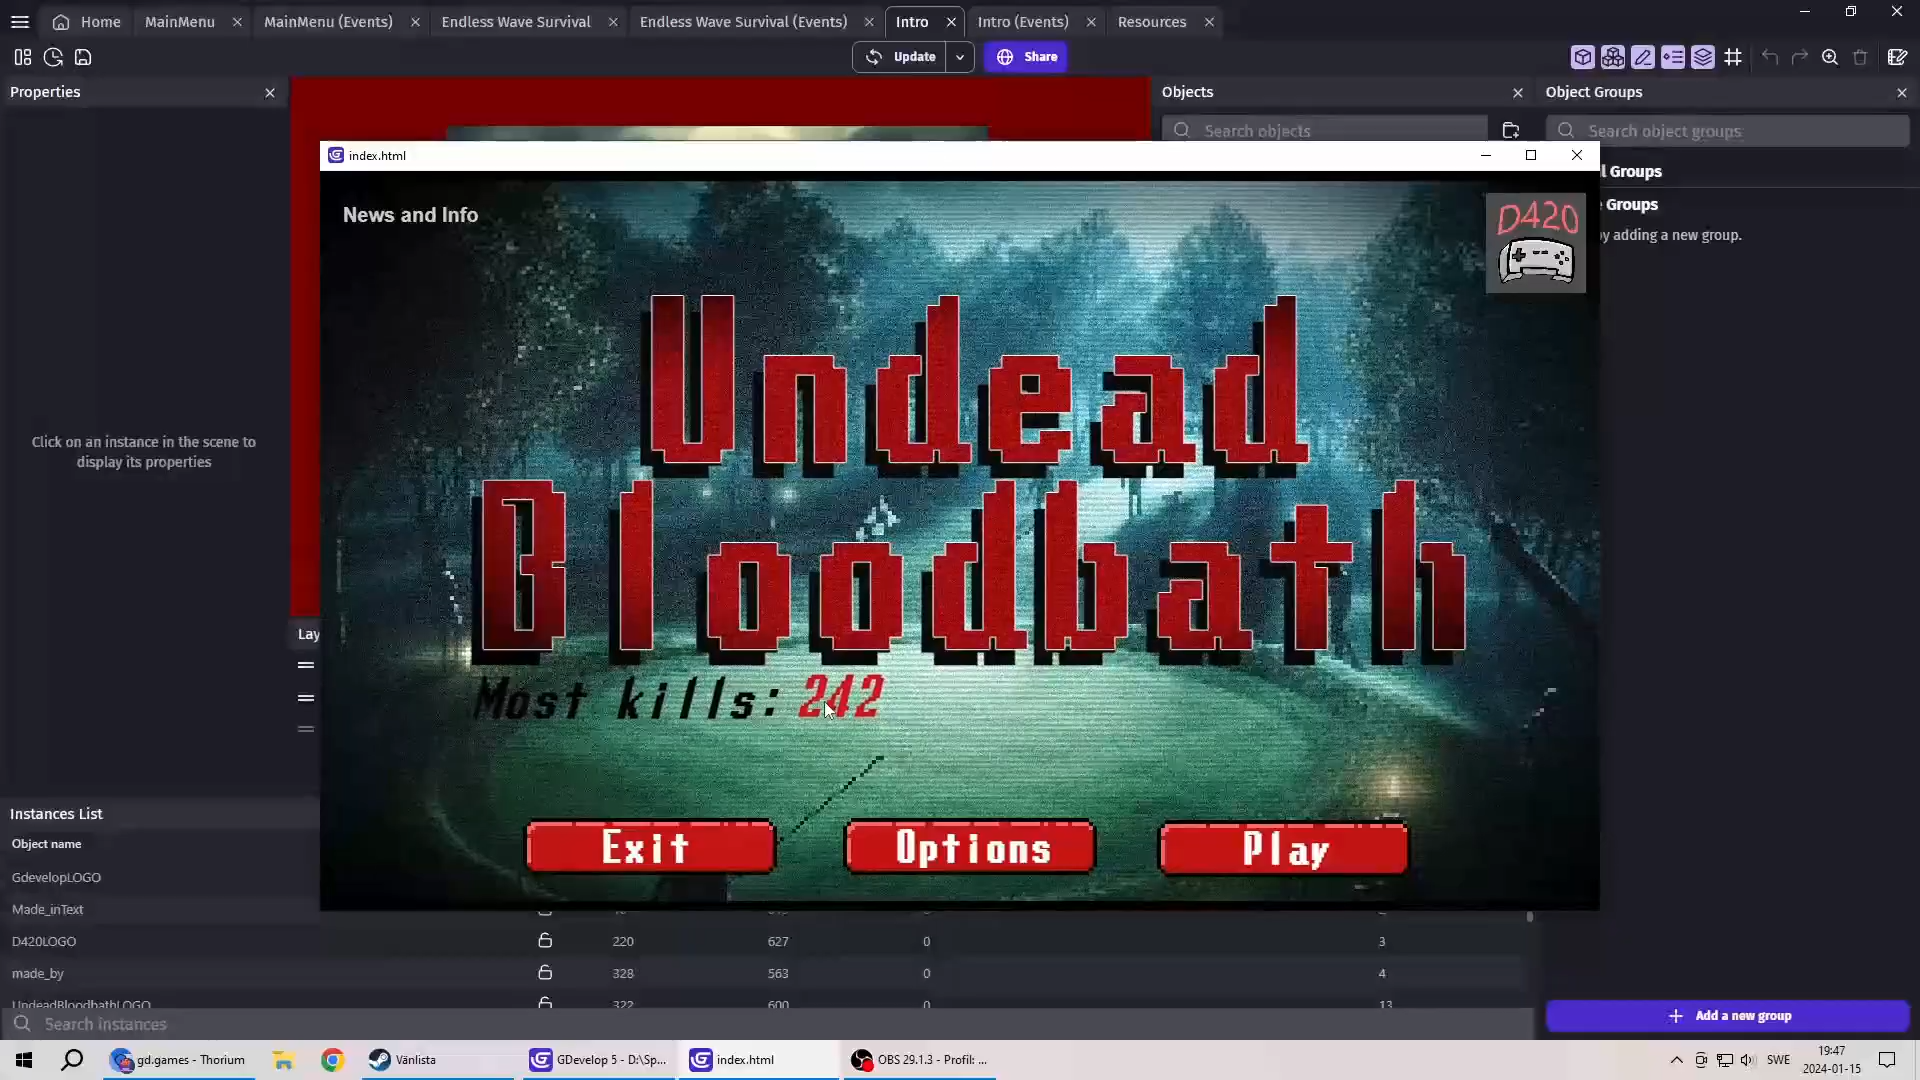 Home
MainMenu
MainMenu (Events)
Endless Wave Survival
Endless Wave Survival (Events)
Intro
Intro (Events)
Resources
Update
Share
Properties
Objects
Object Groups
Search objects
Search object groups
index.html
l Groups
News and Info
D420
e Groups
by adding a new group.
Undead
Click on an instance in the scene to
display its properties
Bloodbath
Lay
Most kills: 242
Instances List
Exit
Options
Play
Object name
GdevelopLOGO
Made_inText
D420LOGO
220
627
0
3
made_by
328
563
0
4
UndeadBloodbathLOGO
322
600
0
13
Search instances
Add a new group
gd.games - Thorium
Vänlista
GDevelop 5 - D:\Sp...
index.html
OBS 29.1.3 - Profil: ...
SWE
19:47
2024-01-15